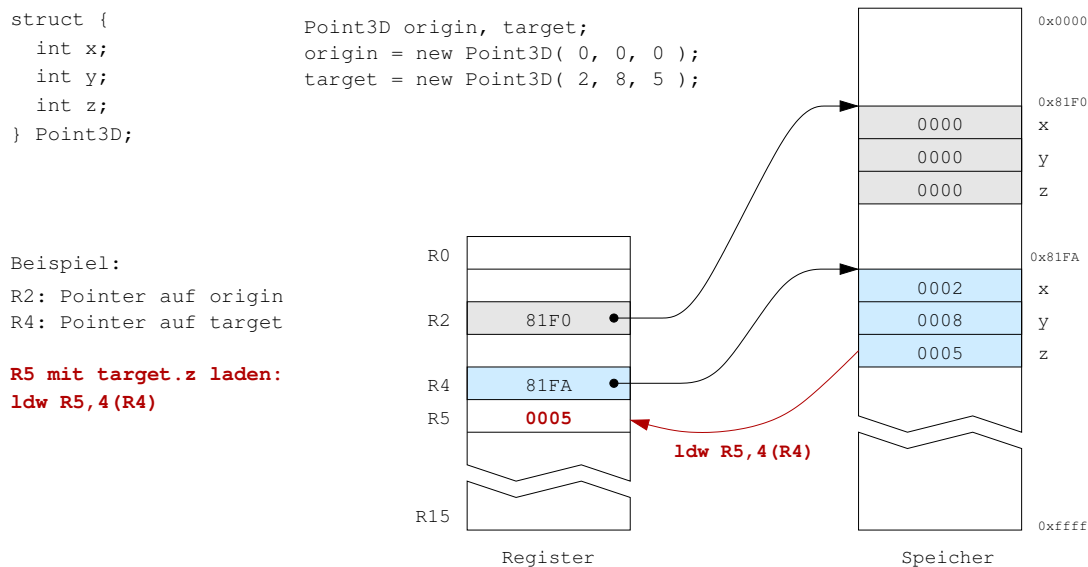 struct {
int x;
int y;
int z;
} Point3D;
Point3D origin, target;
origin = new Point3D( 0, 0, 0 );
target = new Point3D( 2, 8, 5 );
Beispiel:
R2: Pointer auf origin
R4: Pointer auf target
R5 mit target.z laden:
ldw R5,4(R4)
R0
R2 81F0
R4 81FA
R5 0005
R15
Register
ldw R5,4(R4)
0x0000
0x81F0
0000 x
0000 y
0000 z
0x81FA
0002 x
0008 y
0005 z
0xffff
Speicher